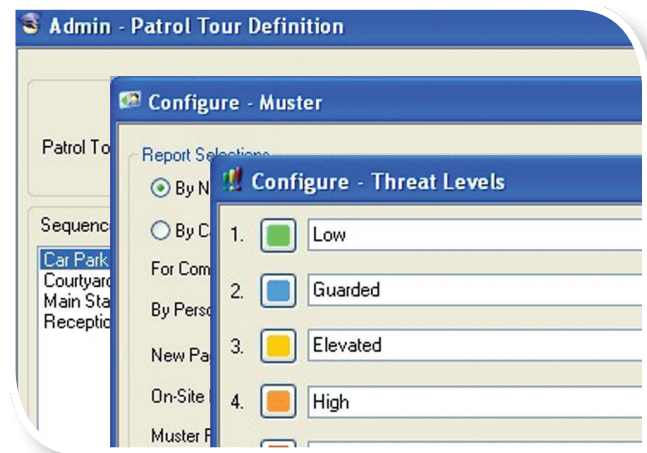 Admin - Patrol Tour Definition
Configure - Muster
Patrol To
Report Selections
By N
Configure - Threat Levels
Sequenc
By C
1. Low
Car Park
For Com
Courtyard
2. Guarded
Main Sta
By Perso
Receptio
3. Elevated
New Pa
On-Site
4. High
Muster R